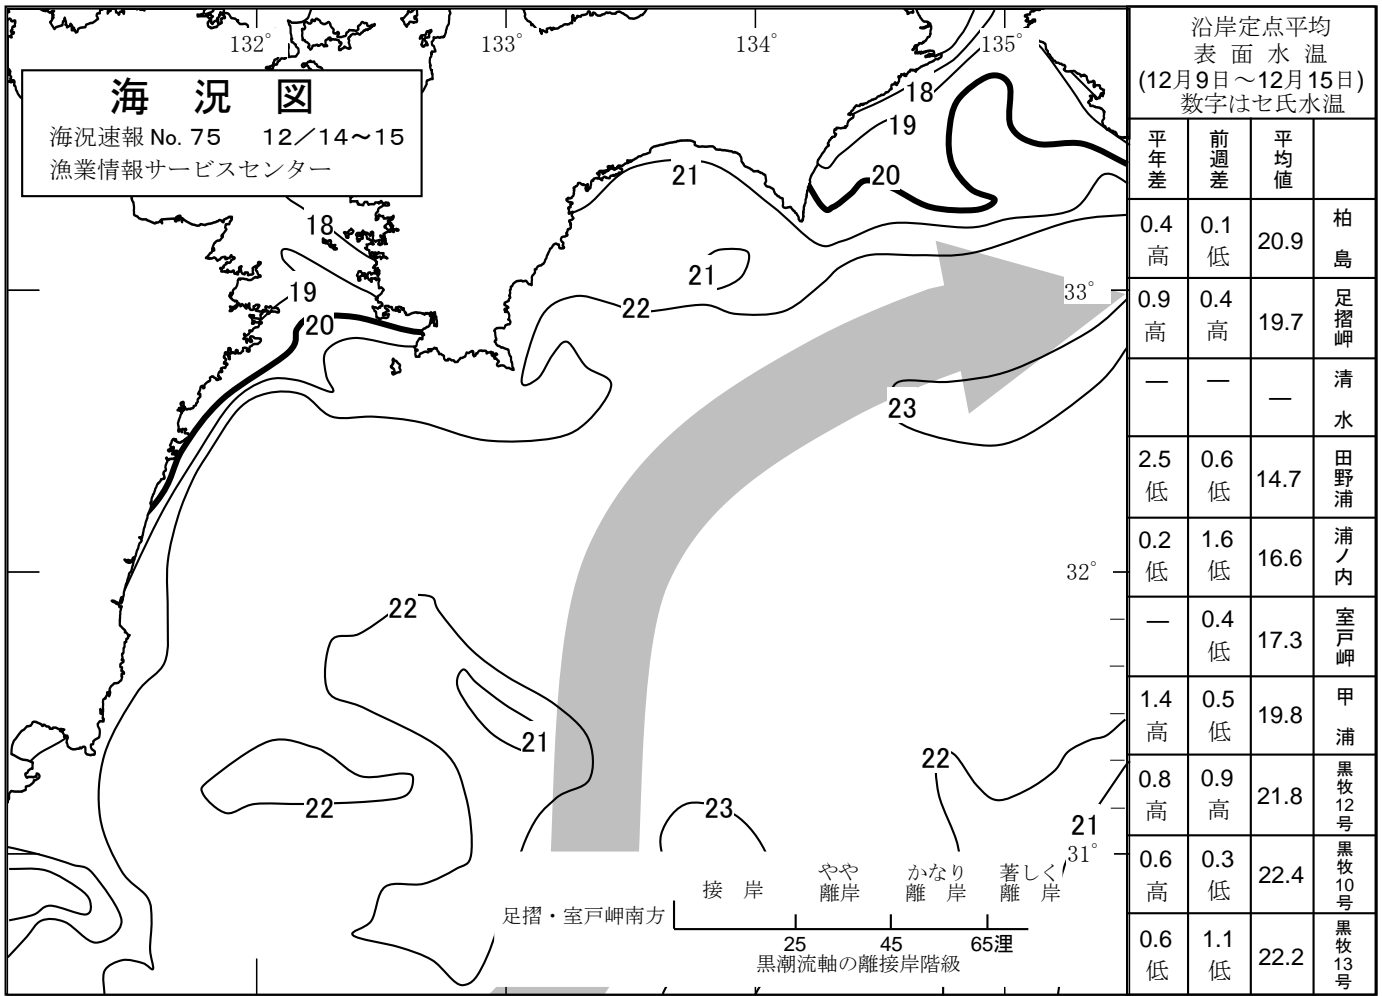 132°
133°
134°
135°
海況図
海況速報 No. 75 12/14～15
漁業情報サービスセンター
18
19
20
21
18
19
20
21
22
33°
23
32°
22
21
22
22
23
21
31°
接岸
やや
離岸
かなり
離岸
著しく
離岸
足摺・室戸岬南方
25
45
65浬
黒潮流軸の離接岸階級
沿岸定点平均
表面水温
(12月9日～12月15日)
数字はセ氏水温
平年差 前週差 平均値
0.4高 0.1低 20.9 柏島
0.9高 0.4高 19.7 足摺岬
― ― ― 清水
2.5低 0.6低 14.7 田野浦
0.2低 1.6低 16.6 浦ノ内
― 0.4低 17.3 室戸岬
1.4高 0.5低 19.8 甲浦
0.8高 0.9高 21.8 黒牧12号
0.6高 0.3低 22.4 黒牧10号
0.6低 1.1低 22.2 黒牧13号